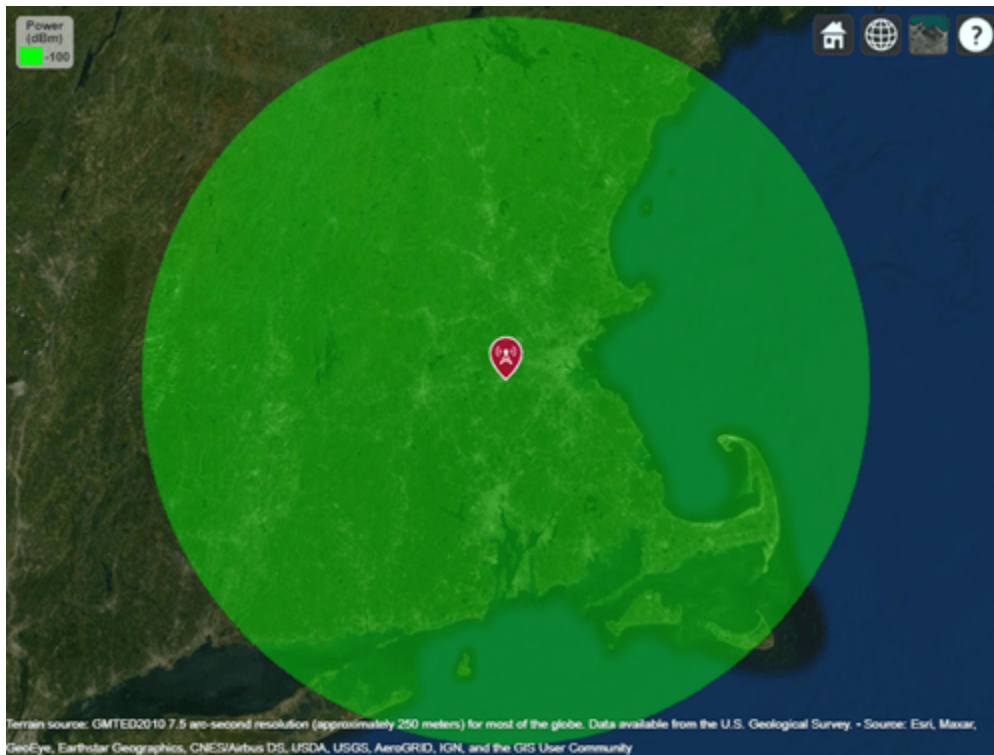 Power
(dBm)
-100
?
Terrain source: GMTED2010 7.5 arc-second resolution (approximately 250 meters) for most of the globe. Data available from the U.S. Geological Survey. • Source: Esri, Maxar,
GeoEye, Earthstar Geographics, CNES/Airbus DS, USDA, USGS, AeroGRID, IGN, and the GIS User Community